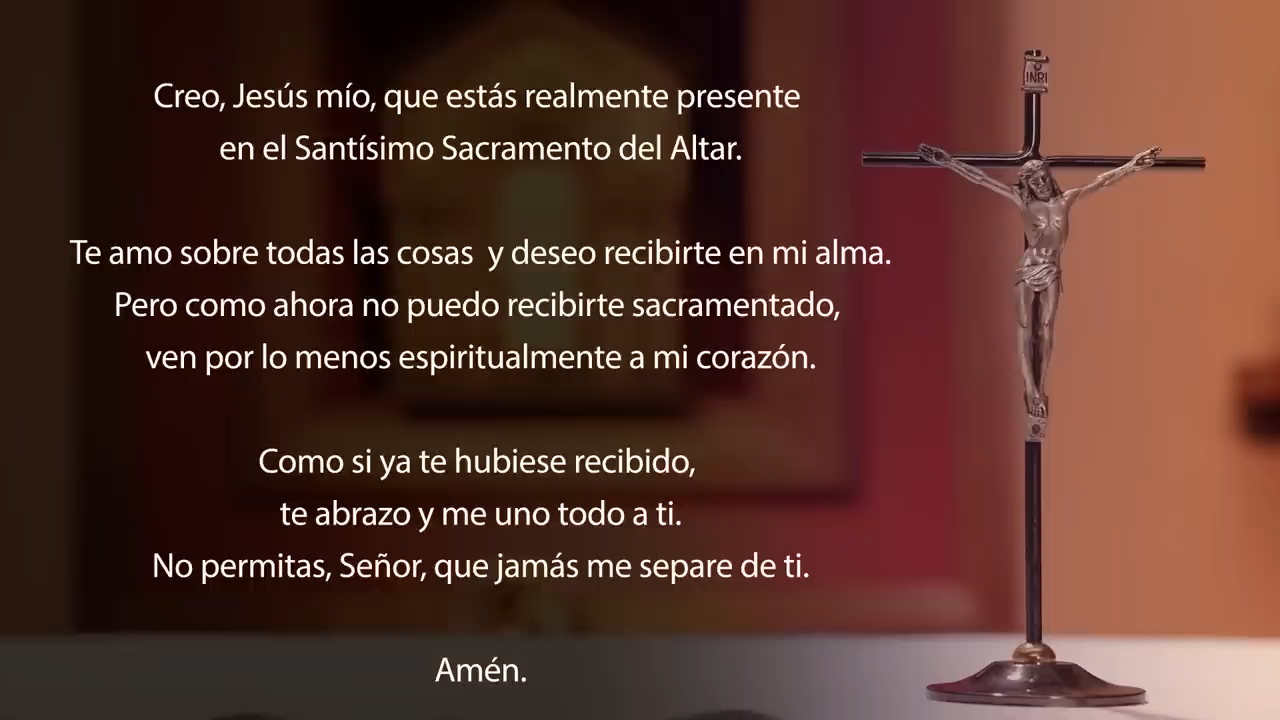 Creo, Jesús mío, que estás realmente presente
en el Santísimo Sacramento del Altar.
Te amo sobre todas las cosas  y deseo recibirte en mi alma.
Pero como ahora no puedo recibirte sacramentado,
ven por lo menos espiritualmente a mi corazón.
Como si ya te hubiese recibido,
te abrazo y me uno todo a ti.
No permitas, Señor, que jamás me separe de ti.
Amén.
INRI